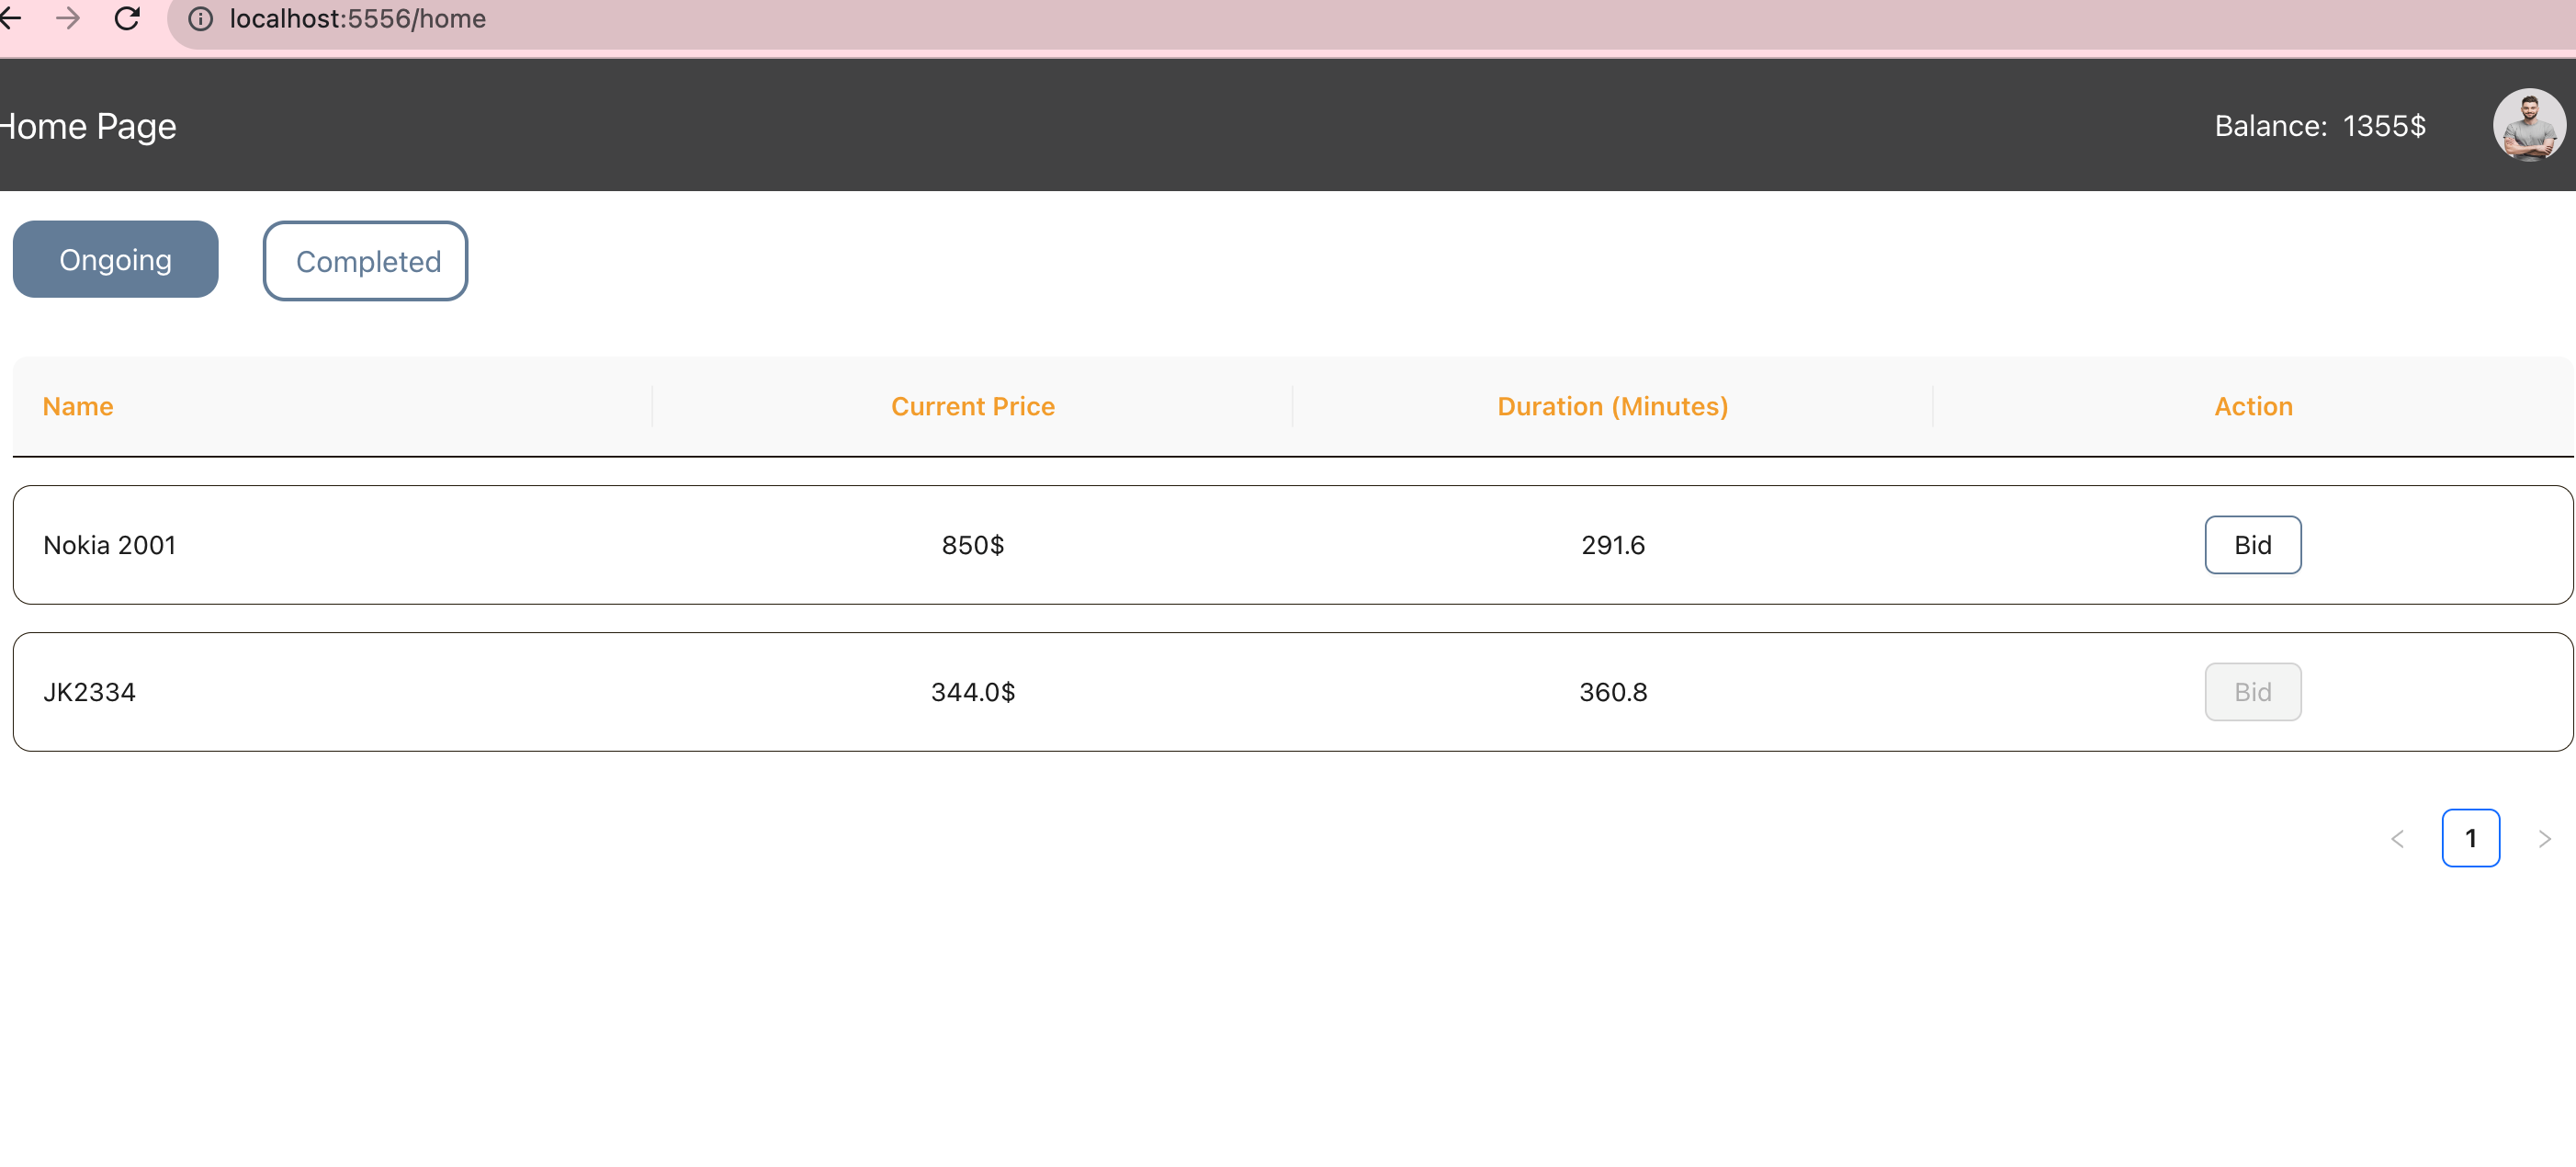 localhost:5556/home
Home Page
Balance: 1355$
Ongoing
Completed
Name
Current Price
Duration (Minutes)
Action
Nokia 2001
850$
291.6
Bid
JK2334
344.0$
360.8
Bid
1